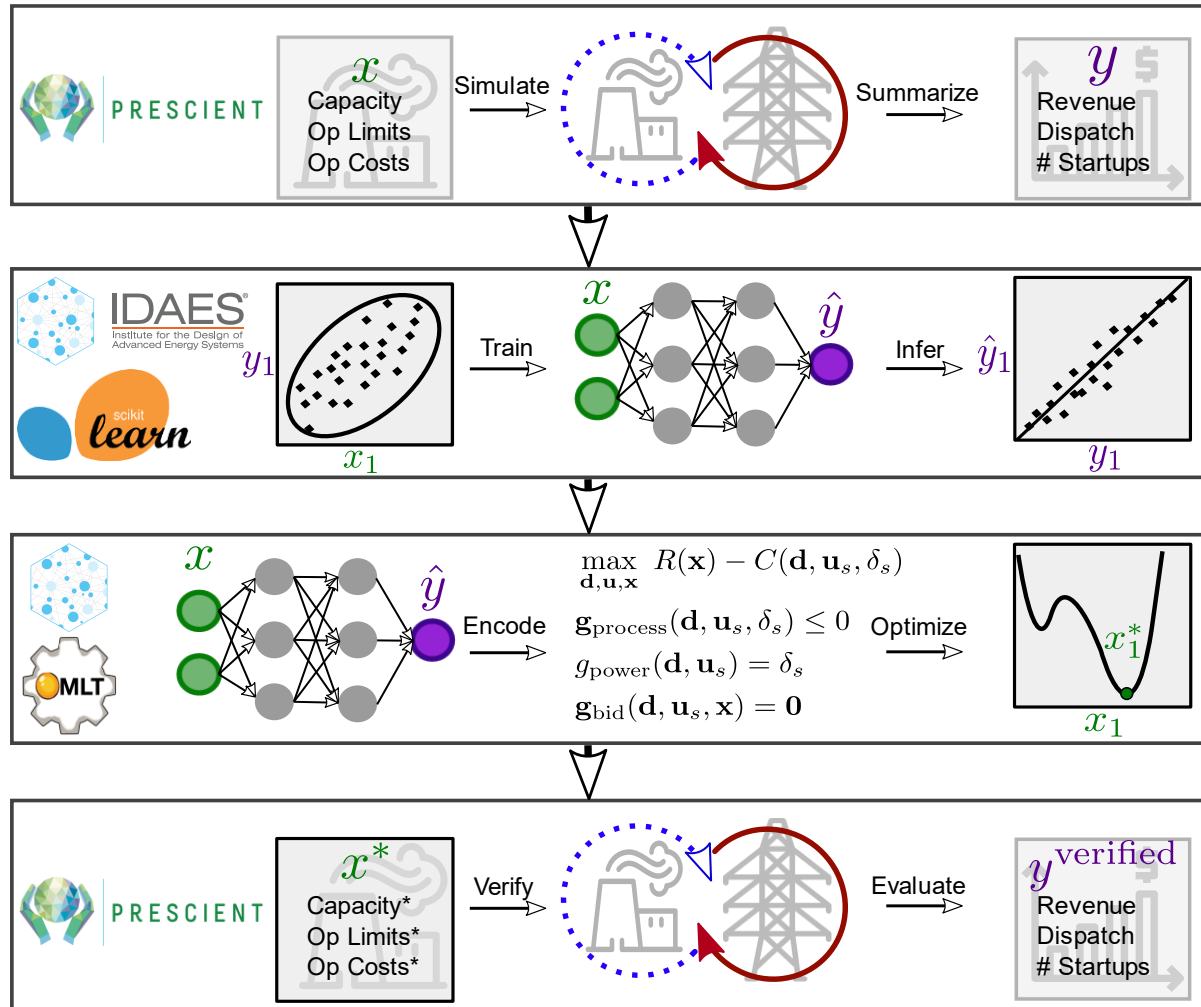 PRESCIENT
x
Capacity
Op Limits
Op Costs
Simulate
Summarize
y
Revenue
Dispatch
# Startups
$
IDAES®
Institute for the Design of
Advanced Energy Systems
scikit
learn
y₁
x₁
Train
x
ŷ
Infer
ŷ₁
y₁
OMLT
x
ŷ
Encode
max R(𝐱) − C(𝐝, 𝐮ₛ, δₛ)
𝐝,𝐮,𝐱
𝐠process(𝐝, 𝐮ₛ, δₛ) ≤ 0
gpower(𝐝, 𝐮ₛ) = δₛ
𝐠bid(𝐝, 𝐮ₛ, 𝐱) = 𝟎
Optimize
x₁*
x₁
PRESCIENT
x*
Capacity*
Op Limits*
Op Costs*
Verify
Evaluate
y verified
Revenue
Dispatch
# Startups